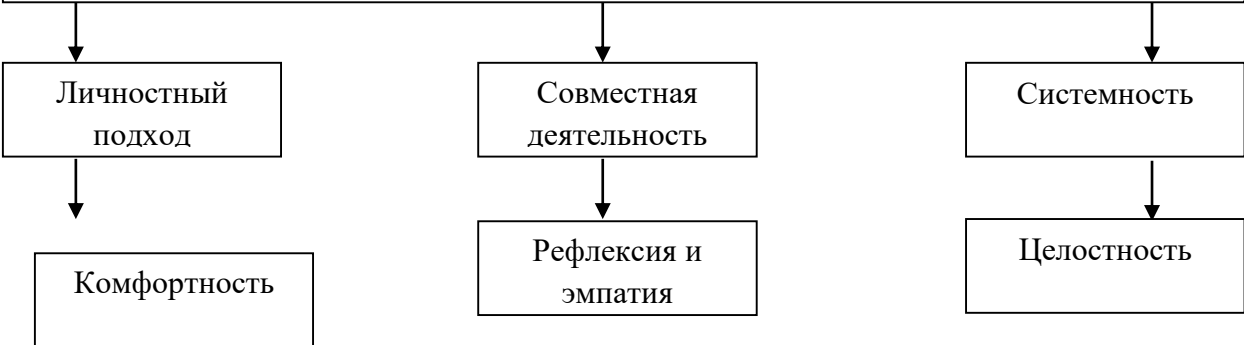 Личностный
подход
Совместная
деятельность
Системность
Комфортность
Рефлексия и
эмпатия
Целостность